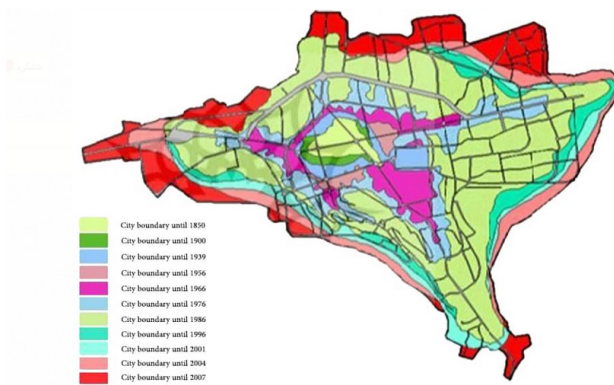 City boundary until 1850
City boundary until 1900
City boundary until 1939
City boundary until 1956
City boundary until 1966
City boundary until 1976
City boundary until 1986
City boundary until 1996
City boundary until 2001
City boundary until 2004
City boundary until 2007